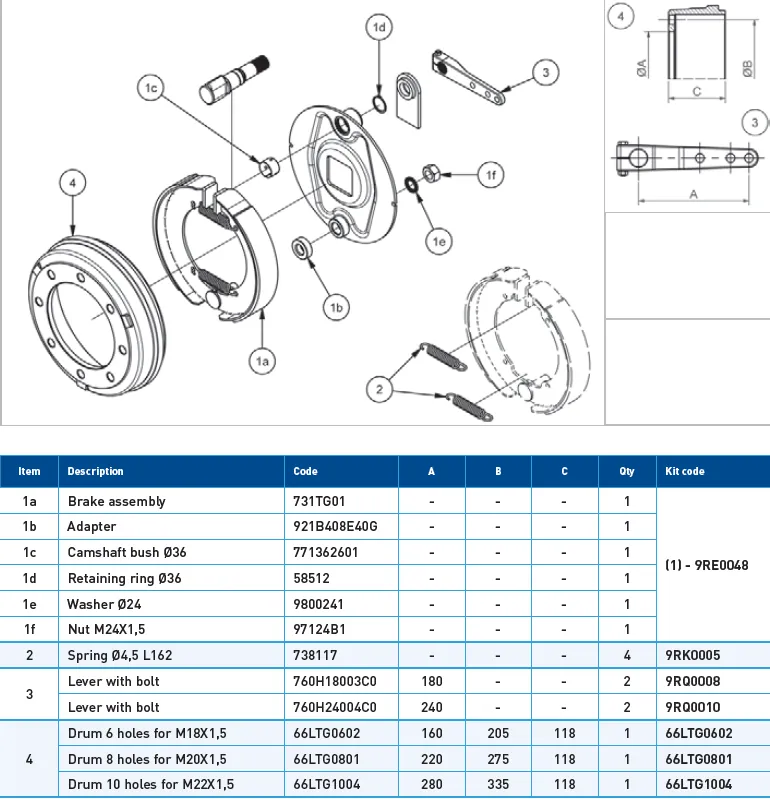 1d
4
3
1c
1f
4
1e
1b
1a
2
ØA
ØB
C
3
A
Item Description Code A B C Qty Kit code
1a Brake assembly 731TG01 - - - 1
1b Adapter 921B408E40G - - - 1
1c Camshaft bush Ø36 771362601 - - - 1
(1) - 9RE0048
1d Retaining ring Ø36 58512 - - - 1
1e Washer Ø24 9800241 - - - 1
1f Nut M24X1,5 97124B1 - - - 1
2 Spring Ø4,5 L162 738117 - - - 4 9RK0005
3
Lever with bolt 760H18003C0 180 - - 2 9RQ0008
Lever with bolt 760H24004C0 240 - - 2 9RQ0010
4
Drum 6 holes for M18X1,5 66LTG0602 160 205 118 1 66LTG0602
Drum 8 holes for M20X1,5 66LTG0801 220 275 118 1 66LTG0801
Drum 10 holes for M22X1,5 66LTG1004 280 335 118 1 66LTG1004